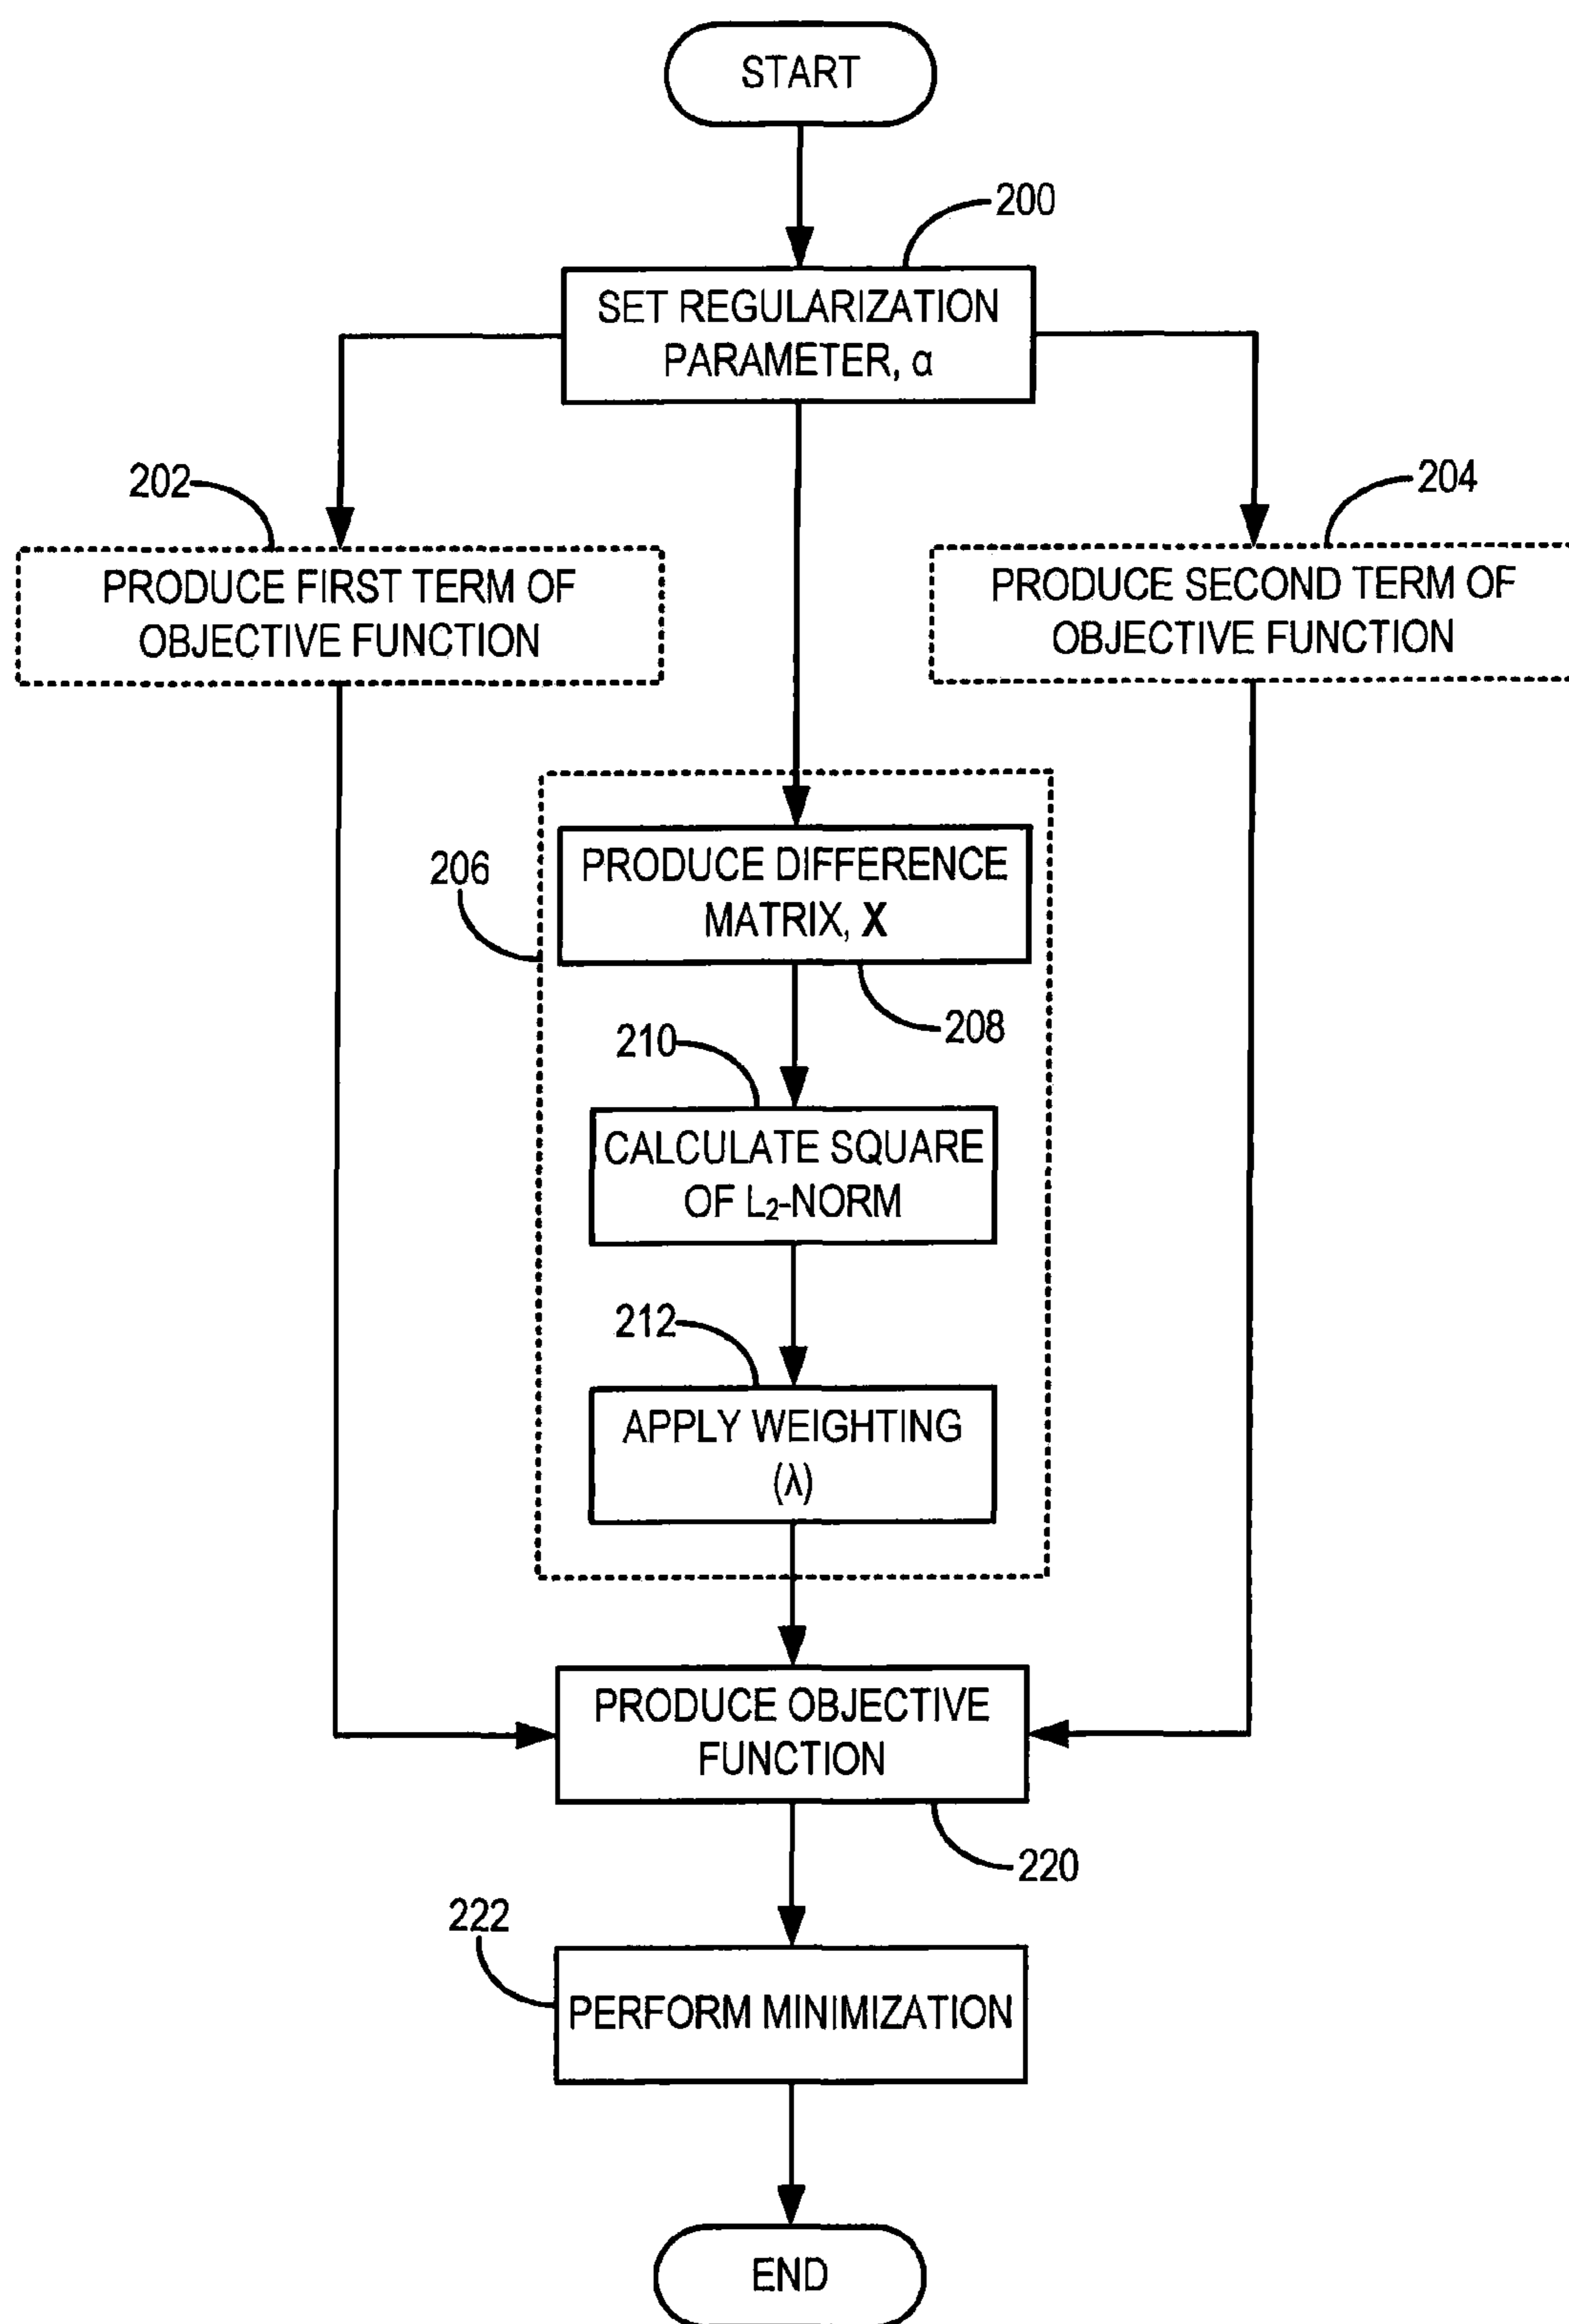 START
200
SET REGULARIZATION
PARAMETER, α
202
204
PRODUCE FIRST TERM OF
OBJECTIVE FUNCTION
PRODUCE SECOND TERM OF
OBJECTIVE FUNCTION
206
PRODUCE DIFFERENCE
MATRIX, X
208
210
CALCULATE SQUARE
OF L₂-NORM
212
APPLY WEIGHTING
(λ)
PRODUCE OBJECTIVE
FUNCTION
220
222
PERFORM MINIMIZATION
END